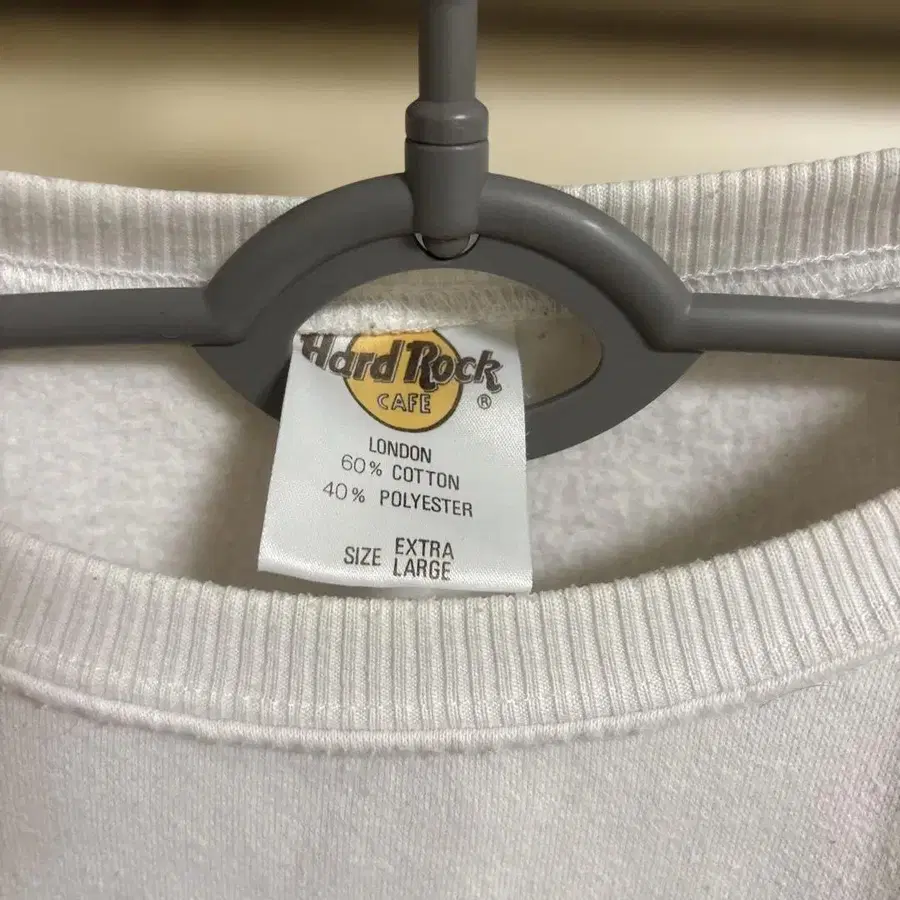 Hard Rock
CAFE ®
LONDON
60% COTTON
40% POLYESTER
SIZE EXTRA LARGE